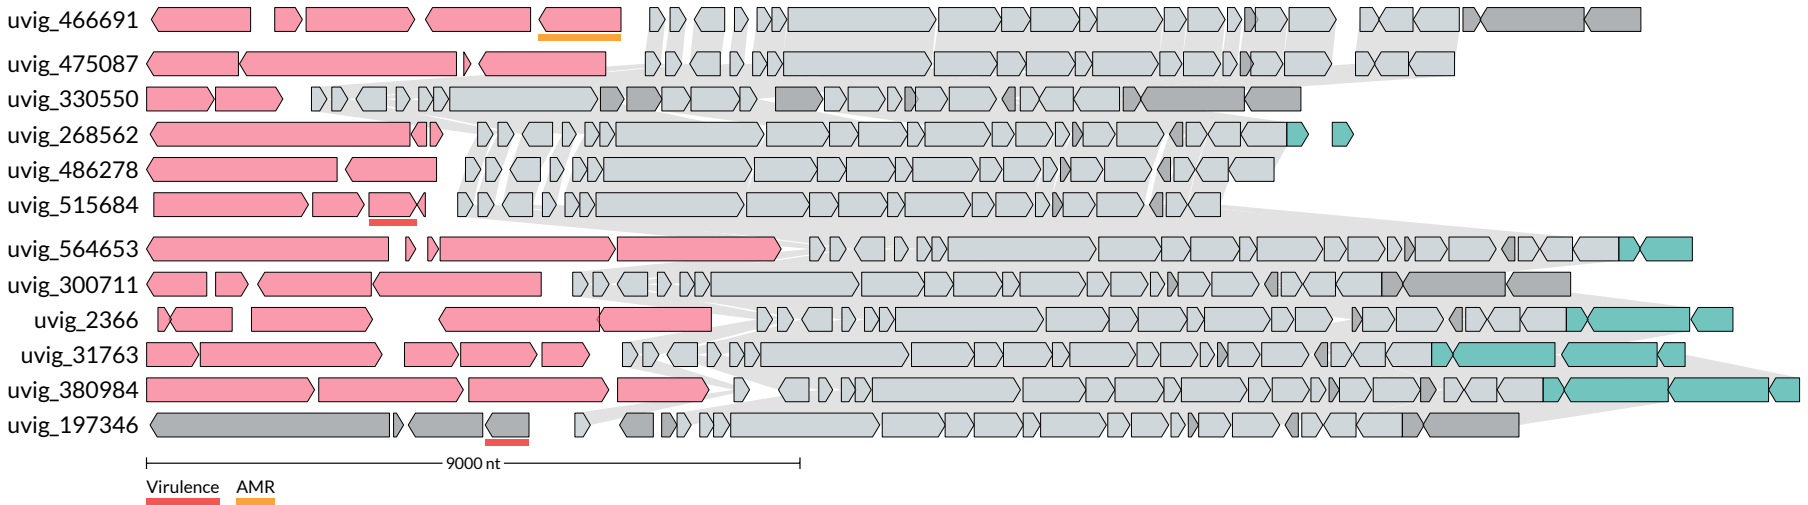 uvig_466691
uvig_475087
uvig_330550
uvig_268562
uvig_486278
uvig_515684
uvig_564653
uvig_300711
uvig_2366
uvig_31763
uvig_380984
uvig_197346
9000 nt
Virulence AMR